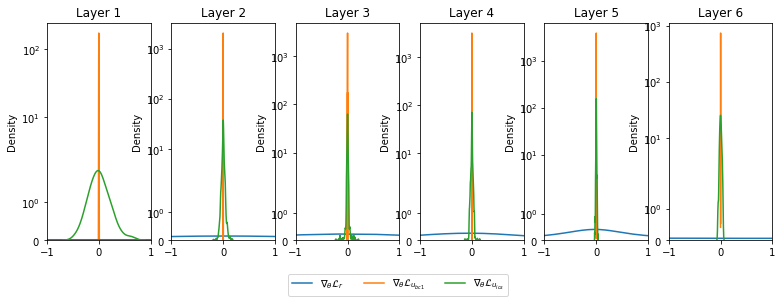 Layer 1 Layer 2 Layer 3 Layer 4 Layer 5 Layer 6
Density 10² 10¹ 10⁰ 0 −1 0 1
Density 10³ 10² 10¹ 10⁰ 0 −1 0 1
Density 10³ 10² 10¹ 10⁰ 0 −1 0 1
Density 10³ 10² 10¹ 10⁰ 0 −1 0 1
Density 10³ 10² 10¹ 10⁰ 0 −1 0 1
Density 10³ 10² 10¹ 10⁰ 0 −1 0 1
∇θℒr ∇θℒu_bc1 ∇θℒu_ics